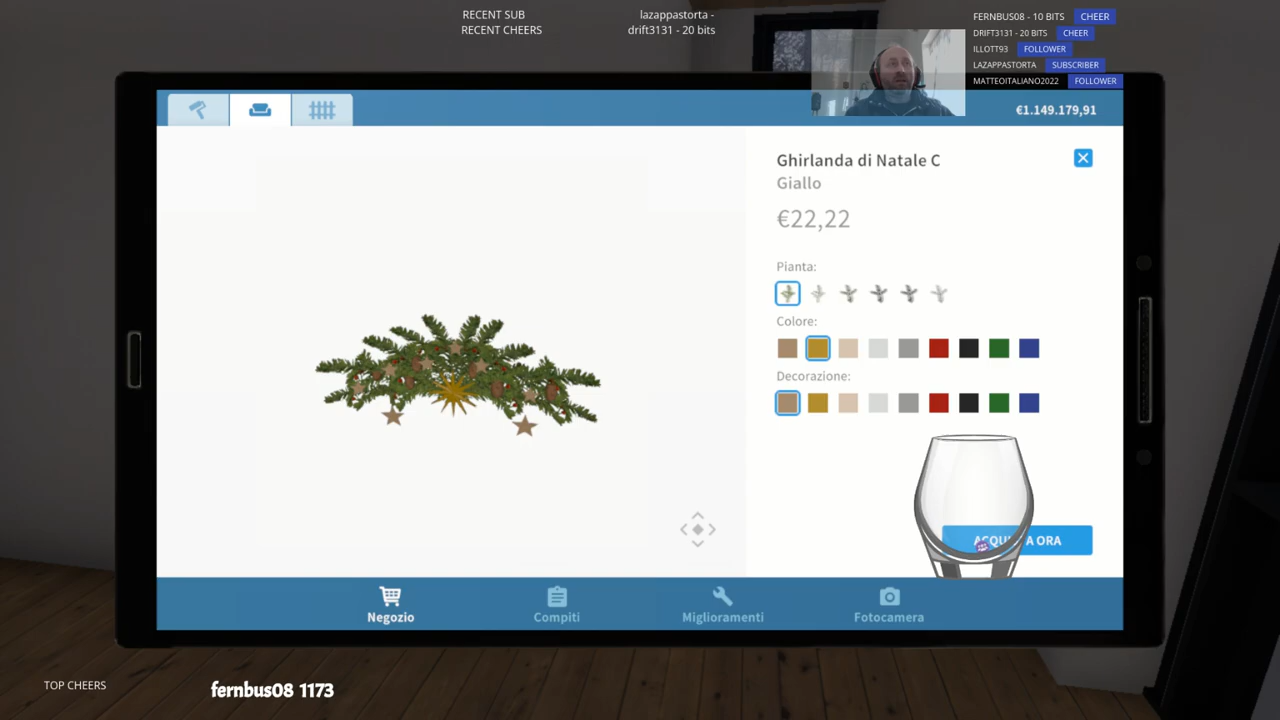 RECENT SUB
lazappastorta -
RECENT CHEERS
drift3131 - 20 bits
FERNBUS08 - 10 BITS CHEER
DRIFT3131 - 20 BITS CHEER
ILLOTT93 FOLLOWER
LAZAPPASTORTA SUBSCRIBER
MATTEOITALIANO2022 FOLLOWER
€1.149.179,91
Ghirlanda di Natale C
Giallo
€22,22
Pianta:
Colore:
Decorazione:
ACQUISTA ORA
Negozio
Compiti
Miglioramenti
Fotocamera
TOP CHEERS
fernbus08 1173